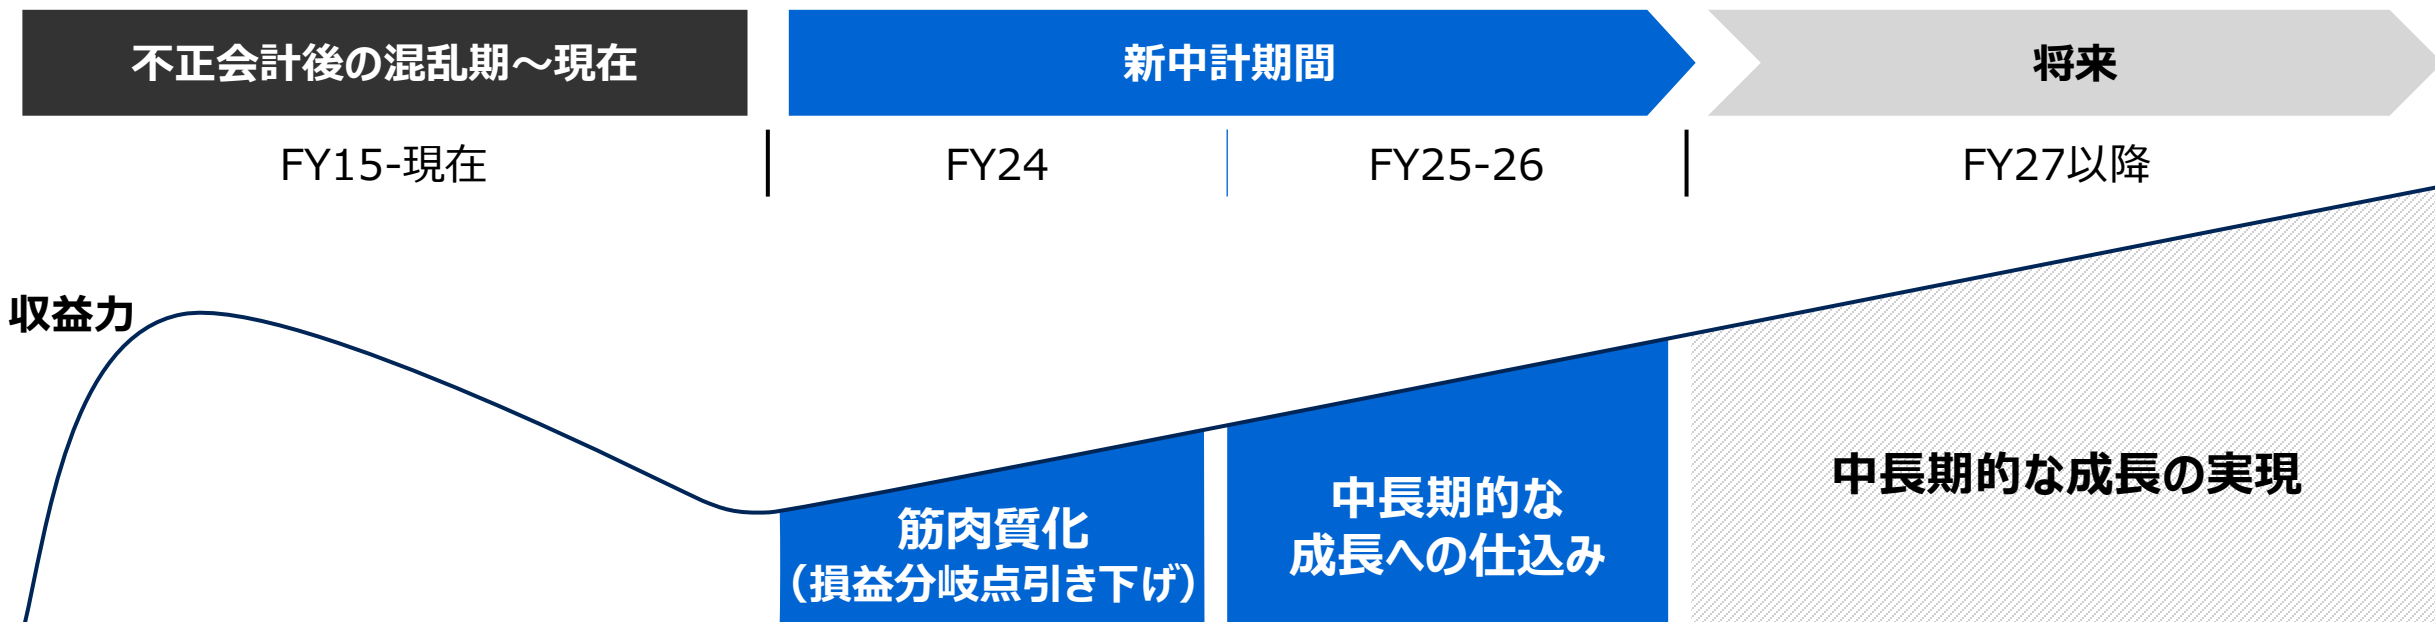 不正会計後の混乱期～現在
新中計期間
将来
FY15-現在
FY24
FY25-26
FY27以降
収益力
筋肉質化
（損益分岐点引き下げ）
中長期的な
成長への仕込み
中長期的な成長の実現